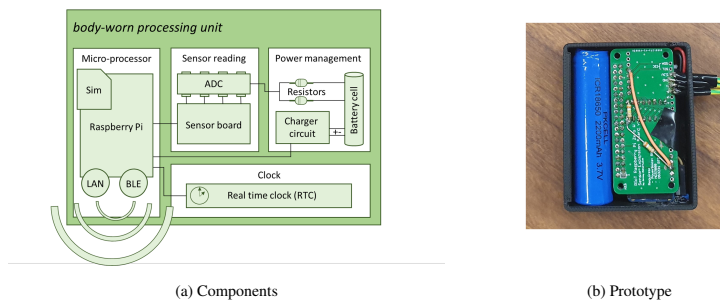 body-worn processing unit
Micro-processor
Sim
Raspberry Pi
LAN
BLE
Sensor reading
ADC
Sensor board
Power management
Resistors
Charger
circuit
+-
Battery cell
Clock
Real time clock (RTC)
ICR18650 2200mAh 3.7V
(a) Components
(b) Prototype